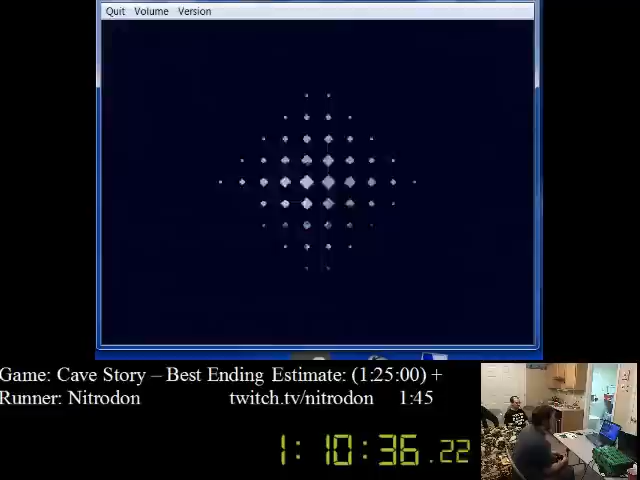 Quit Volume Version
Game: Cave Story – Best Ending Estimate: (1:25:00) +
Runner: Nitrodon twitch.tv/nitrodon 1:45
1:10:36.22